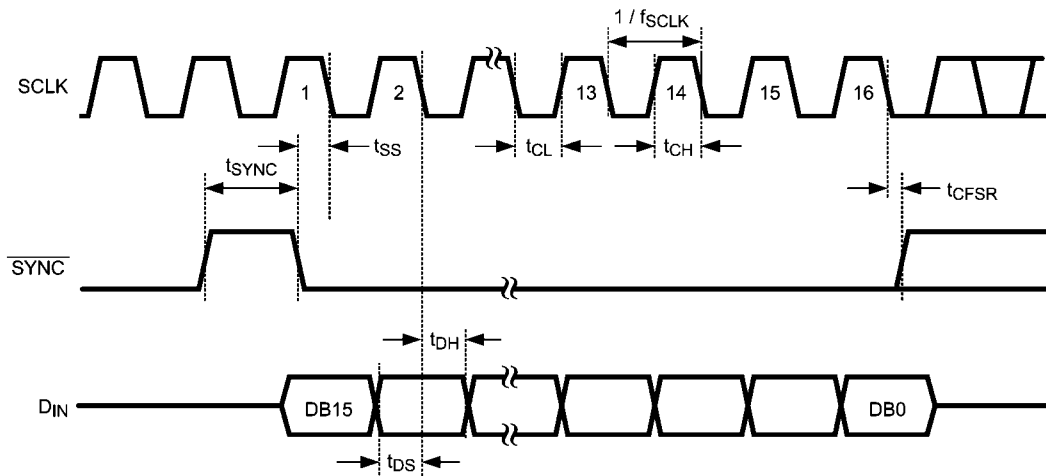 1 / fSCLK
SCLK
1 2 13 14 15 16
tSS tCL tCH
tSYNC
tCFSR
SYNC
tDH
DIN
DB15 DB0
tDS